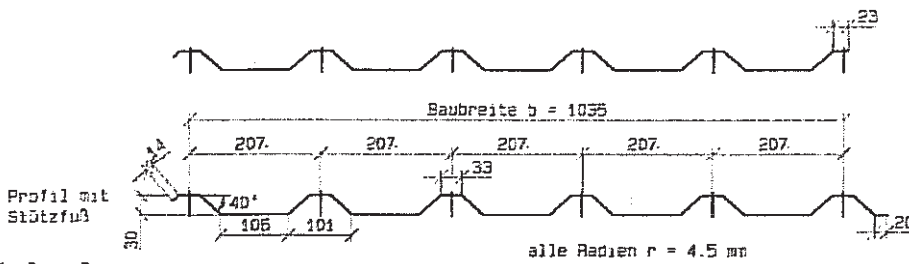 23
Baubreite b = 1035
207. 207. 207. 207. 207.
14
33
Profil mit
Stützfuß
40°
30
106 101
20
alle Radien r = 4.5 mm